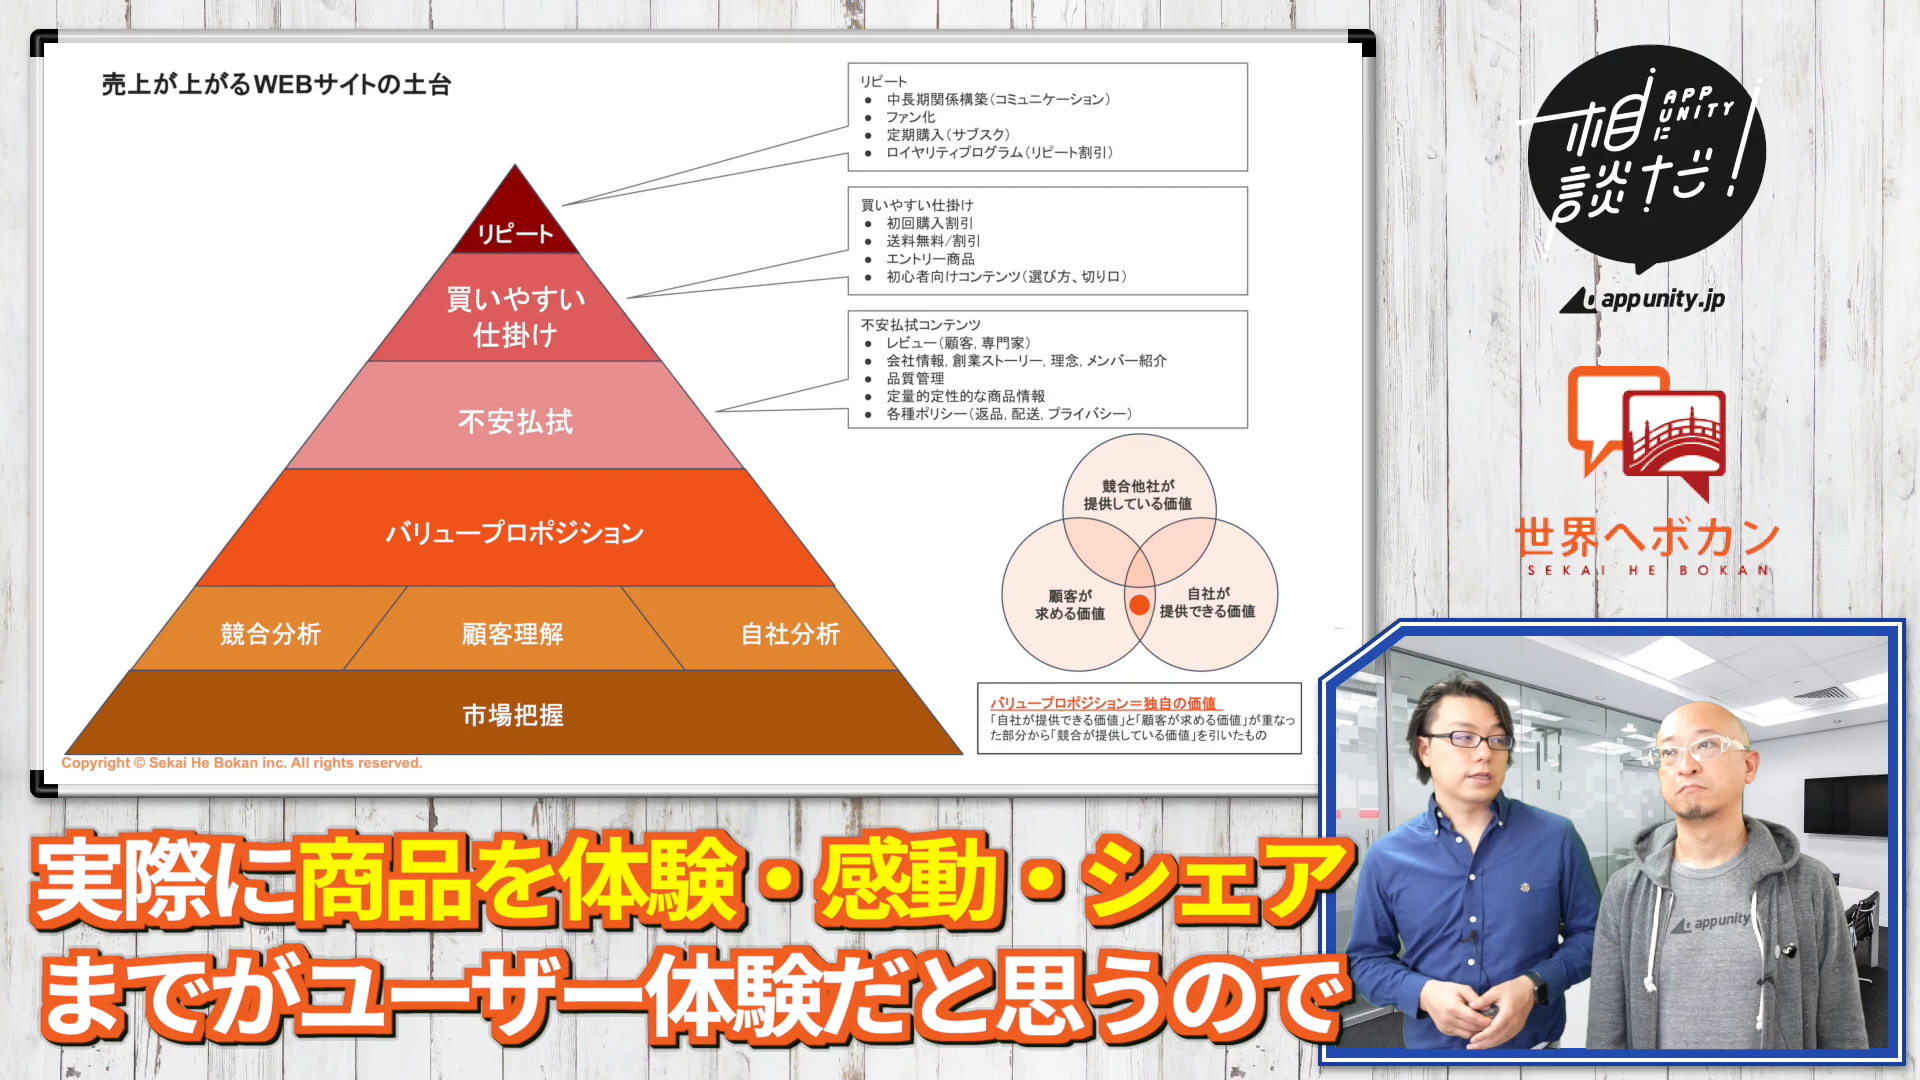 売上が上がるWEBサイトの土台
リピート
買いやすい
仕掛け
不安払拭
バリュープロポジション
競合分析
顧客理解
自社分析
市場把握
Copyright © Sekai He Bokan inc. All rights reserved.
リピート
● 中長期関係構築（コミュニケーション）
● ファン化
● 定期購入（サブスク）
● ロイヤリティプログラム（リピート割引）
買いやすい仕掛け
● 初回購入割引
● 送料無料/割引
● エントリー商品
● 初心者向けコンテンツ（選び方、切り口）
不安払拭コンテンツ
● レビュー（顧客, 専門家）
● 会社情報, 創業ストーリー, 理念, メンバー紹介
● 品質管理
● 定量的定性的な商品情報
● 各種ポリシー（返品, 配送, プライバシー）
競合他社が
提供している価値
顧客が
求める価値
自社が
提供できる価値
バリュープロポジション＝独自の価値
「自社が提供できる価値」と「顧客が求める価値」が重なっ
た部分から「競合が提供している価値」を引いたもの
APP
UNITY
に
相談だ！
appunity.jp
世界へボカン
SEKAI HE BOKAN
appunity
実際に商品を体験・感動・シェア
までがユーザー体験だと思うので